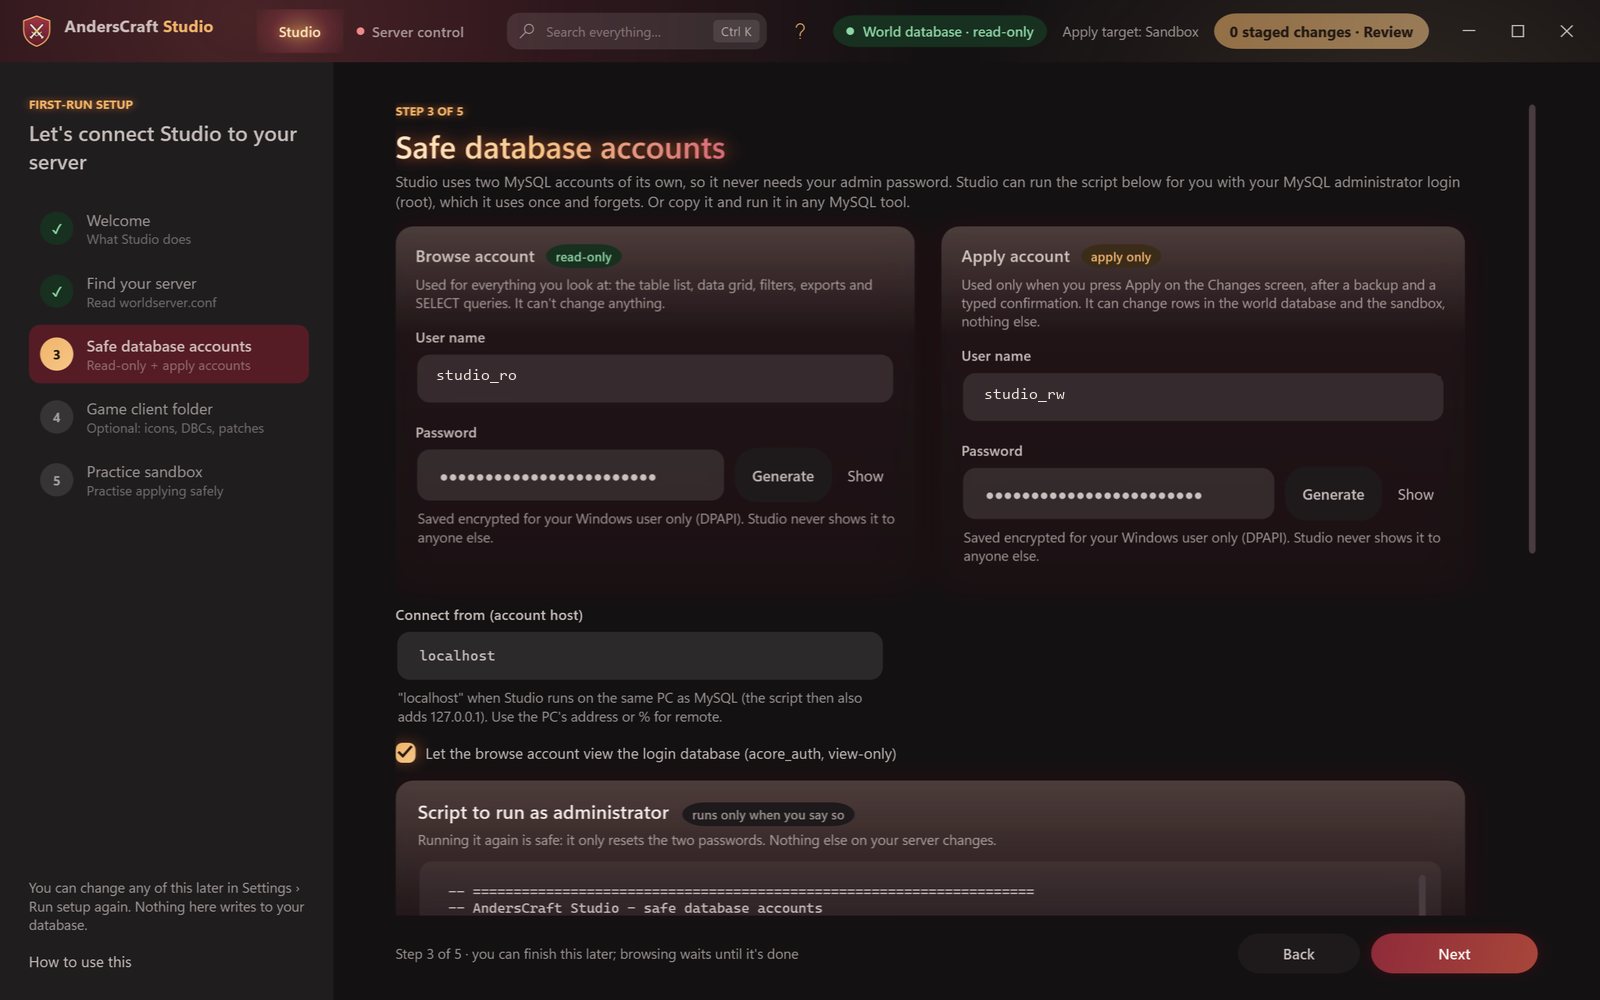 AndersCraft Studio
Studio
Server control
Search everything...
Ctrl K
?
World database · read-only
Apply target: Sandbox
0 staged changes · Review
FIRST-RUN SETUP
Let's connect Studio to your
server
✓
Welcome
What Studio does
✓
Find your server
Read worldserver.conf
3
Safe database accounts
Read-only + apply accounts
4
Game client folder
Optional: icons, DBCs, patches
5
Practice sandbox
Practise applying safely
You can change any of this later in Settings ›
Run setup again. Nothing here writes to your
database.
How to use this
STEP 3 OF 5
Safe database accounts
Studio uses two MySQL accounts of its own, so it never needs your admin password. Studio can run the script below for you with your MySQL administrator login
(root), which it uses once and forgets. Or copy it and run it in any MySQL tool.
Browse account
read-only
Used for everything you look at: the table list, data grid, filters, exports and
SELECT queries. It can't change anything.
User name
studio_ro
Password
●●●●●●●●●●●●●●●●●●●●●●●●
Generate
Show
Saved encrypted for your Windows user only (DPAPI). Studio never shows it to
anyone else.
Apply account
apply only
Used only when you press Apply on the Changes screen, after a backup and a
typed confirmation. It can change rows in the world database and the sandbox,
nothing else.
User name
studio_rw
Password
●●●●●●●●●●●●●●●●●●●●●●●●
Generate
Show
Saved encrypted for your Windows user only (DPAPI). Studio never shows it to
anyone else.
Connect from (account host)
localhost
"localhost" when Studio runs on the same PC as MySQL (the script then also
adds 127.0.0.1). Use the PC's address or % for remote.
Let the browse account view the login database (acore_auth, view-only)
Script to run as administrator
runs only when you say so
Running it again is safe: it only resets the two passwords. Nothing else on your server changes.
-- =====================================================================
-- AndersCraft Studio - safe database accounts
Step 3 of 5 · you can finish this later; browsing waits until it's done
Back
Next